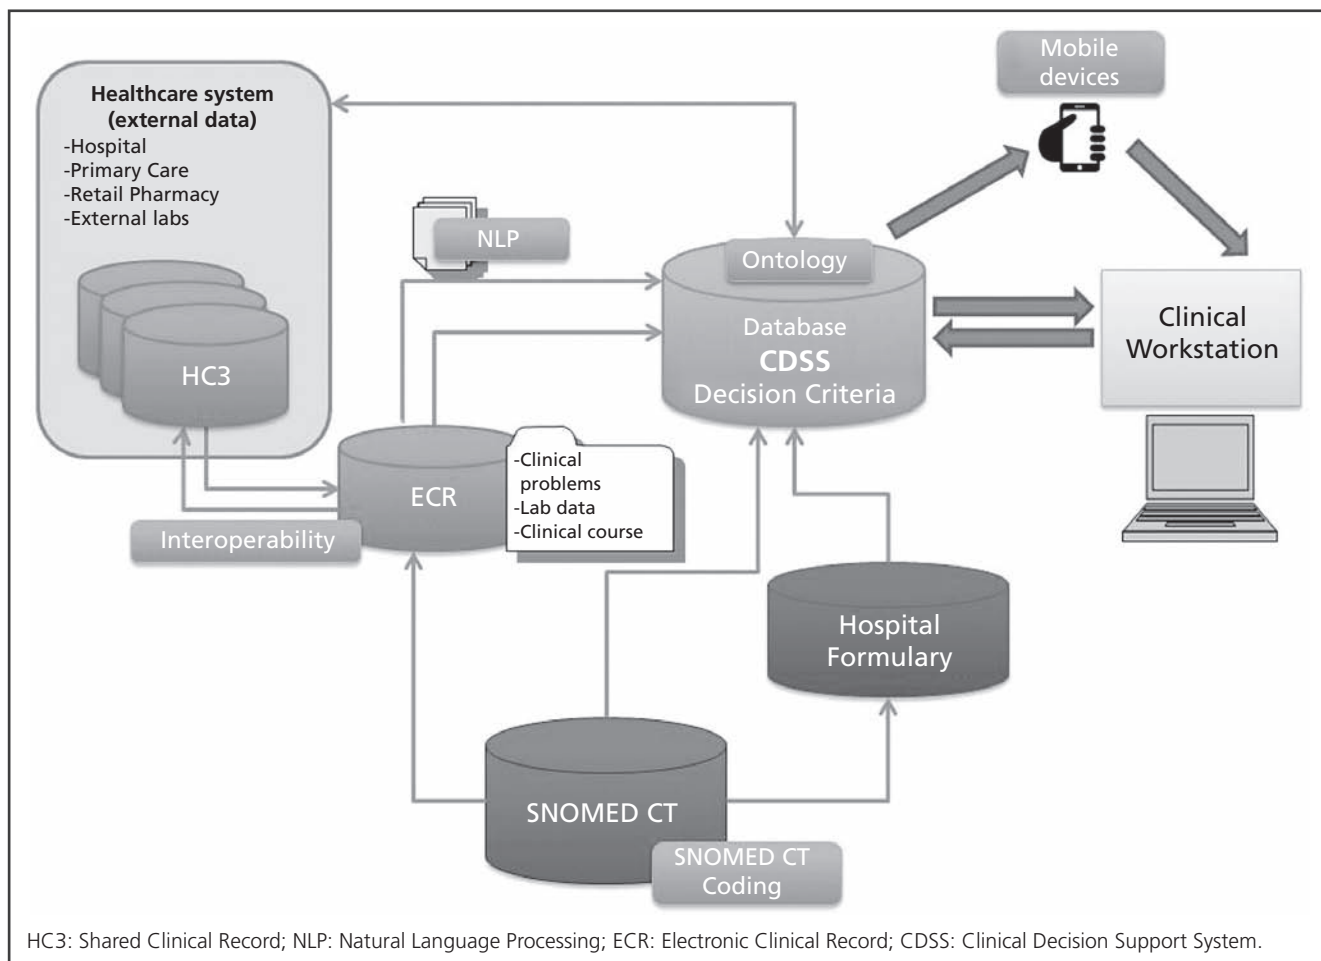 Mobile
devices
Healthcare system
(external data)
-Hospital
-Primary Care
-Retail Pharmacy
-External labs
NLP
Ontology
HC3
Database
CDSS
Decision Criteria
Clinical
Workstation
ECR
-Clinical
problems
-Lab data
-Clinical course
Interoperability
Hospital
Formulary
SNOMED CT
SNOMED CT
Coding
HC3: Shared Clinical Record; NLP: Natural Language Processing; ECR: Electronic Clinical Record; CDSS: Clinical Decision Support System.